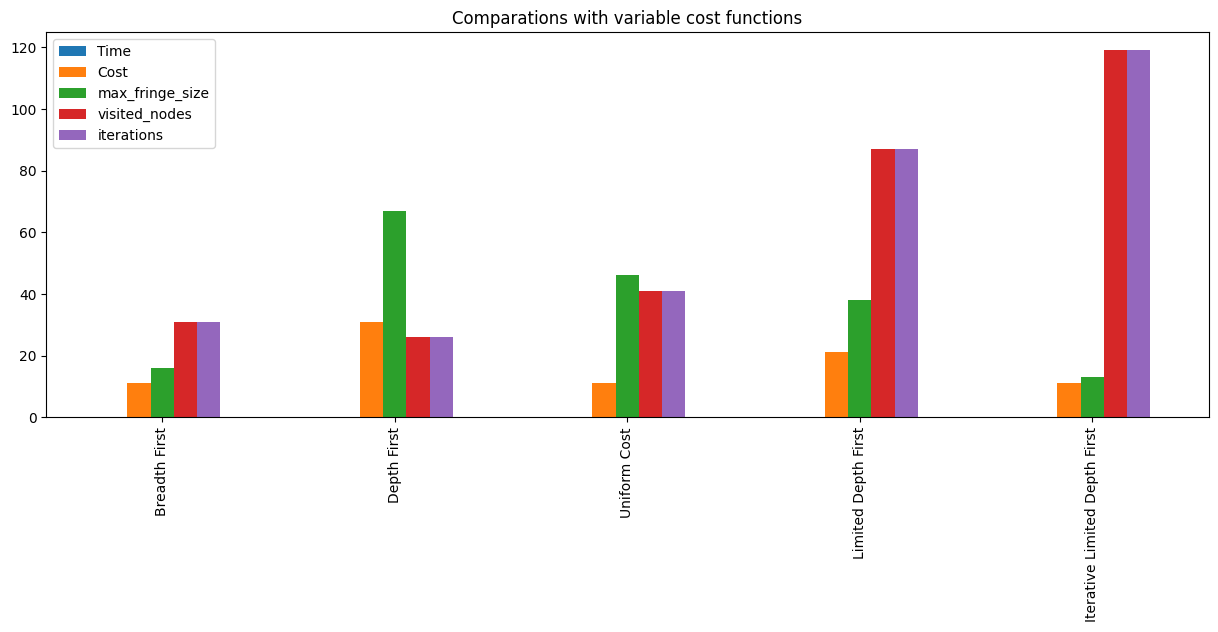 Comparations with variable cost functions
Time
Cost
max_fringe_size
visited_nodes
iterations
120
100
80
60
40
20
0
Breadth First
Depth First
Uniform Cost
Limited Depth First
Iterative Limited Depth First